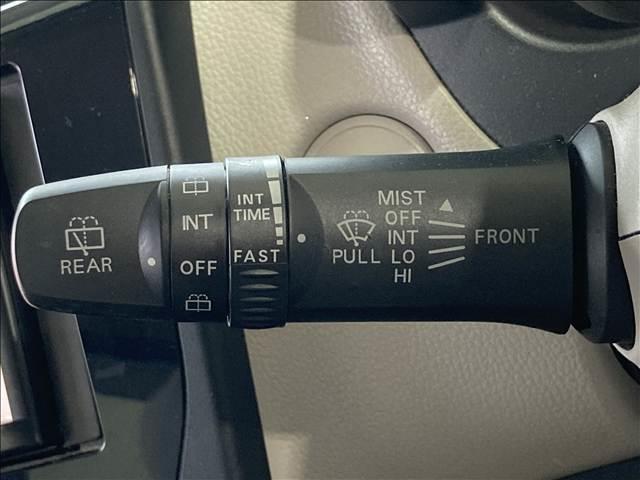 REAR
INT
OFF
INT
TIME
FAST
PULL
MIST
OFF
INT
LO
HI
FRONT